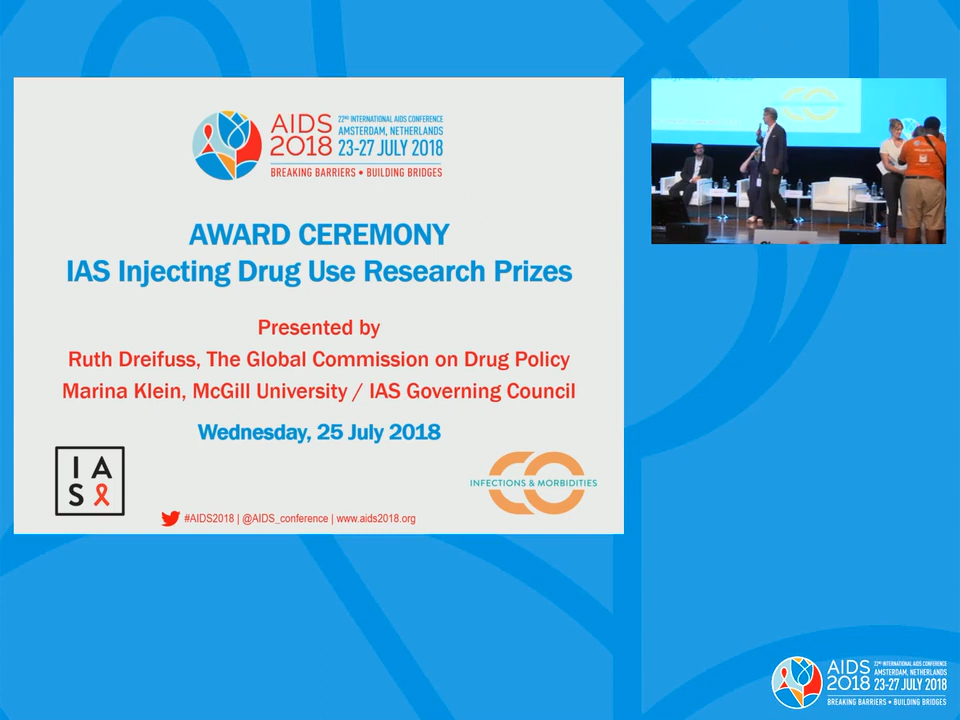 AIDS 2018
22ND INTERNATIONAL AIDS CONFERENCE
AMSTERDAM, NETHERLANDS
23-27 JULY 2018
BREAKING BARRIERS • BUILDING BRIDGES
AWARD CEREMONY
IAS Injecting Drug Use Research Prizes
Presented by
Ruth Dreifuss, The Global Commission on Drug Policy
Marina Klein, McGill University / IAS Governing Council
Wednesday, 25 July 2018
IAS
CO
INFECTIONS & MORBIDITIES
#AIDS2018 | @AIDS_conference | www.aids2018.org
AIDS 2018
22ND INTERNATIONAL AIDS CONFERENCE
AMSTERDAM, NETHERLANDS
23-27 JULY 2018
BREAKING BARRIERS • BUILDING BRIDGES